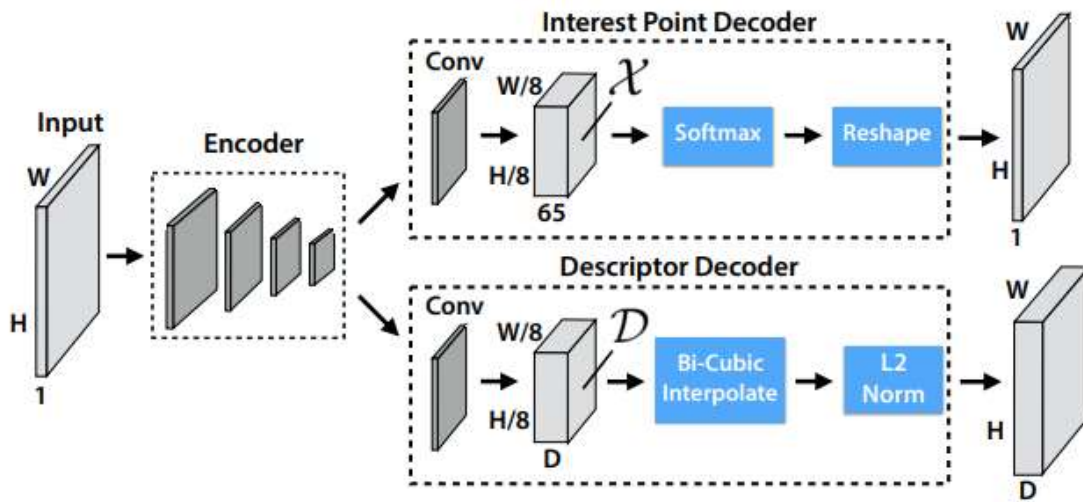 Input
W
H
1
Encoder
Interest Point Decoder
Conv
W/8
𝒳
H/8
65
Softmax
Reshape
W
H
1
Descriptor Decoder
Conv
W/8
𝒟
H/8
D
Bi-Cubic
Interpolate
L2
Norm
W
H
D